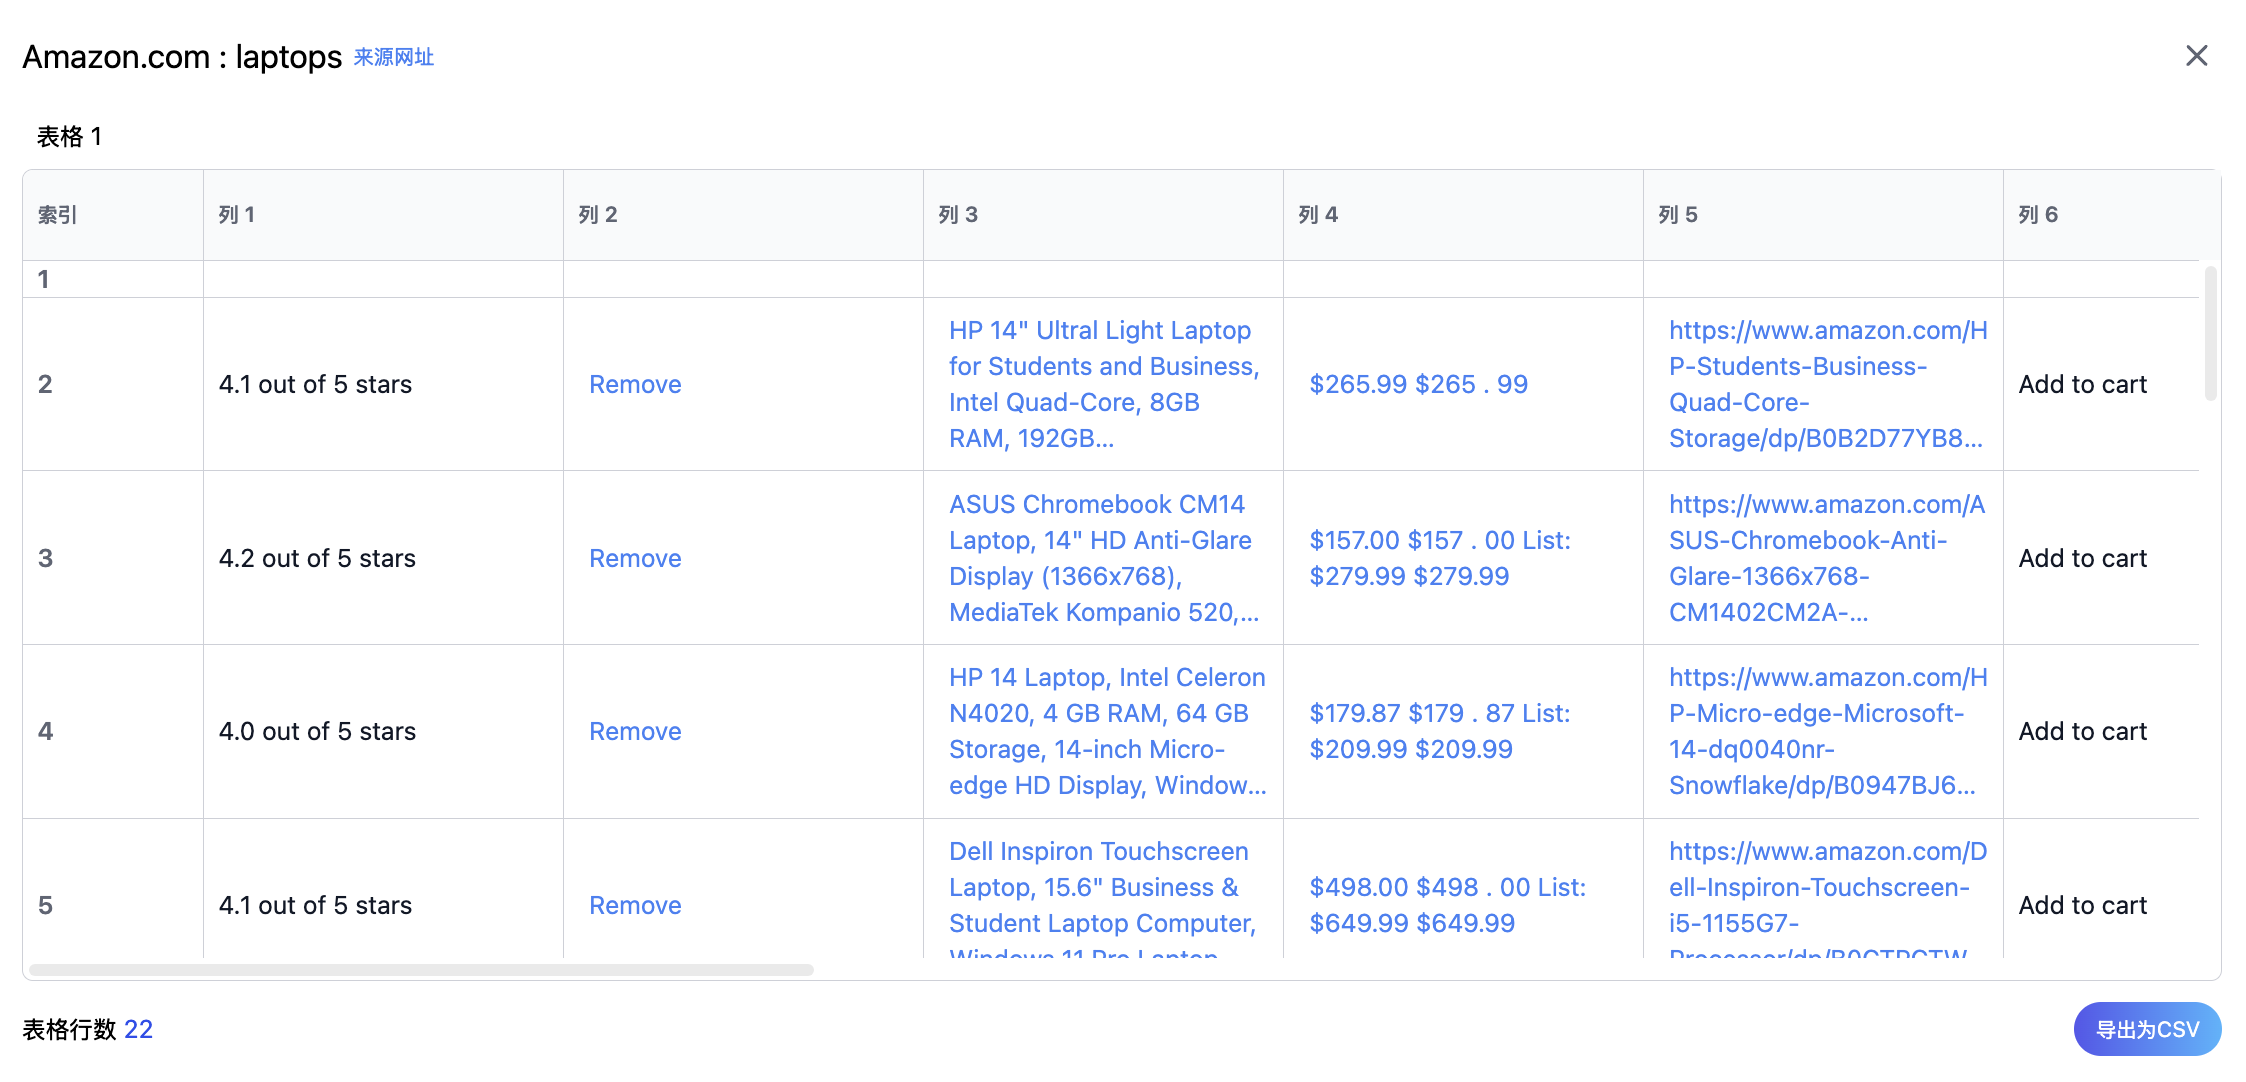 Amazon.com : laptops 来源网址
表格 1
索引 列 1 列 2 列 3 列 4 列 5 列 6
1
2
4.1 out of 5 stars
Remove
HP 14" Ultral Light Laptop
for Students and Business,
Intel Quad-Core, 8GB
RAM, 192GB...
$265.99 $265 . 99
https://www.amazon.com/H
P-Students-Business-
Quad-Core-
Storage/dp/B0B2D77YB8...
Add to cart
3
4.2 out of 5 stars
Remove
ASUS Chromebook CM14
Laptop, 14" HD Anti-Glare
Display (1366x768),
MediaTek Kompanio 520,...
$157.00 $157 . 00 List:
$279.99 $279.99
https://www.amazon.com/A
SUS-Chromebook-Anti-
Glare-1366x768-
CM1402CM2A-...
Add to cart
4
4.0 out of 5 stars
Remove
HP 14 Laptop, Intel Celeron
N4020, 4 GB RAM, 64 GB
Storage, 14-inch Micro-
edge HD Display, Window...
$179.87 $179 . 87 List:
$209.99 $209.99
https://www.amazon.com/H
P-Micro-edge-Microsoft-
14-dq0040nr-
Snowflake/dp/B0947BJ6...
Add to cart
5
4.1 out of 5 stars
Remove
Dell Inspiron Touchscreen
Laptop, 15.6" Business &
Student Laptop Computer,
Windows 11 Pro Laptop
$498.00 $498 . 00 List:
$649.99 $649.99
https://www.amazon.com/D
ell-Inspiron-Touchscreen-
i5-1155G7-
Add to cart
表格行数 22
导出为CSV